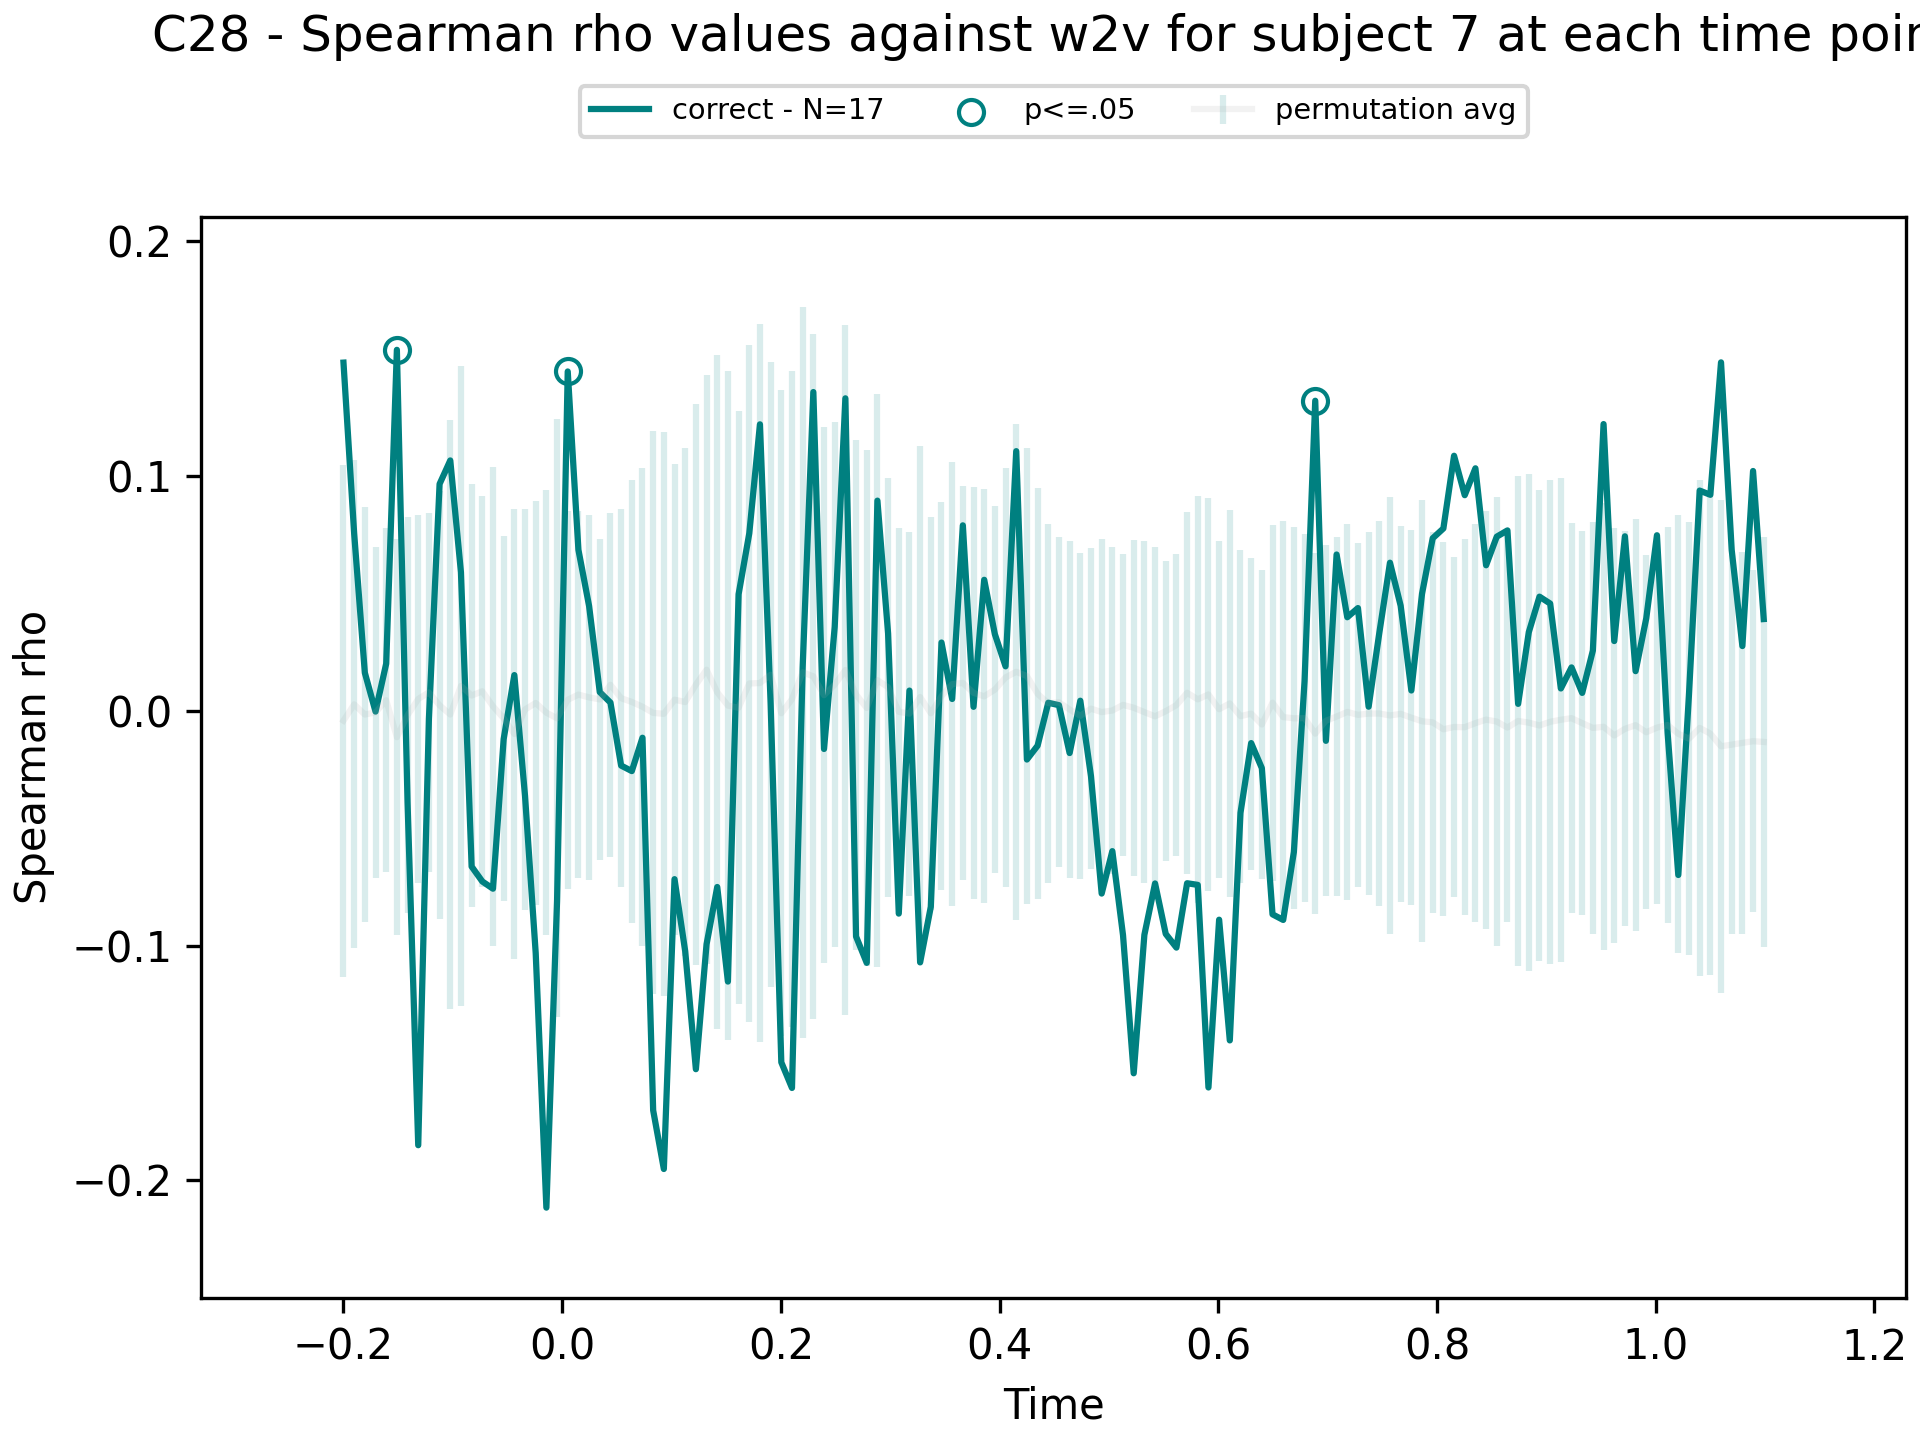 C28 - Spearman rho values against w2v for subject 7 at each time poin
correct - N=17 p<=.05 permutation avg
0.2
0.1
0.0
−0.1
−0.2
Spearman rho
−0.2 0.0 0.2 0.4 0.6 0.8 1.0 1.2
Time